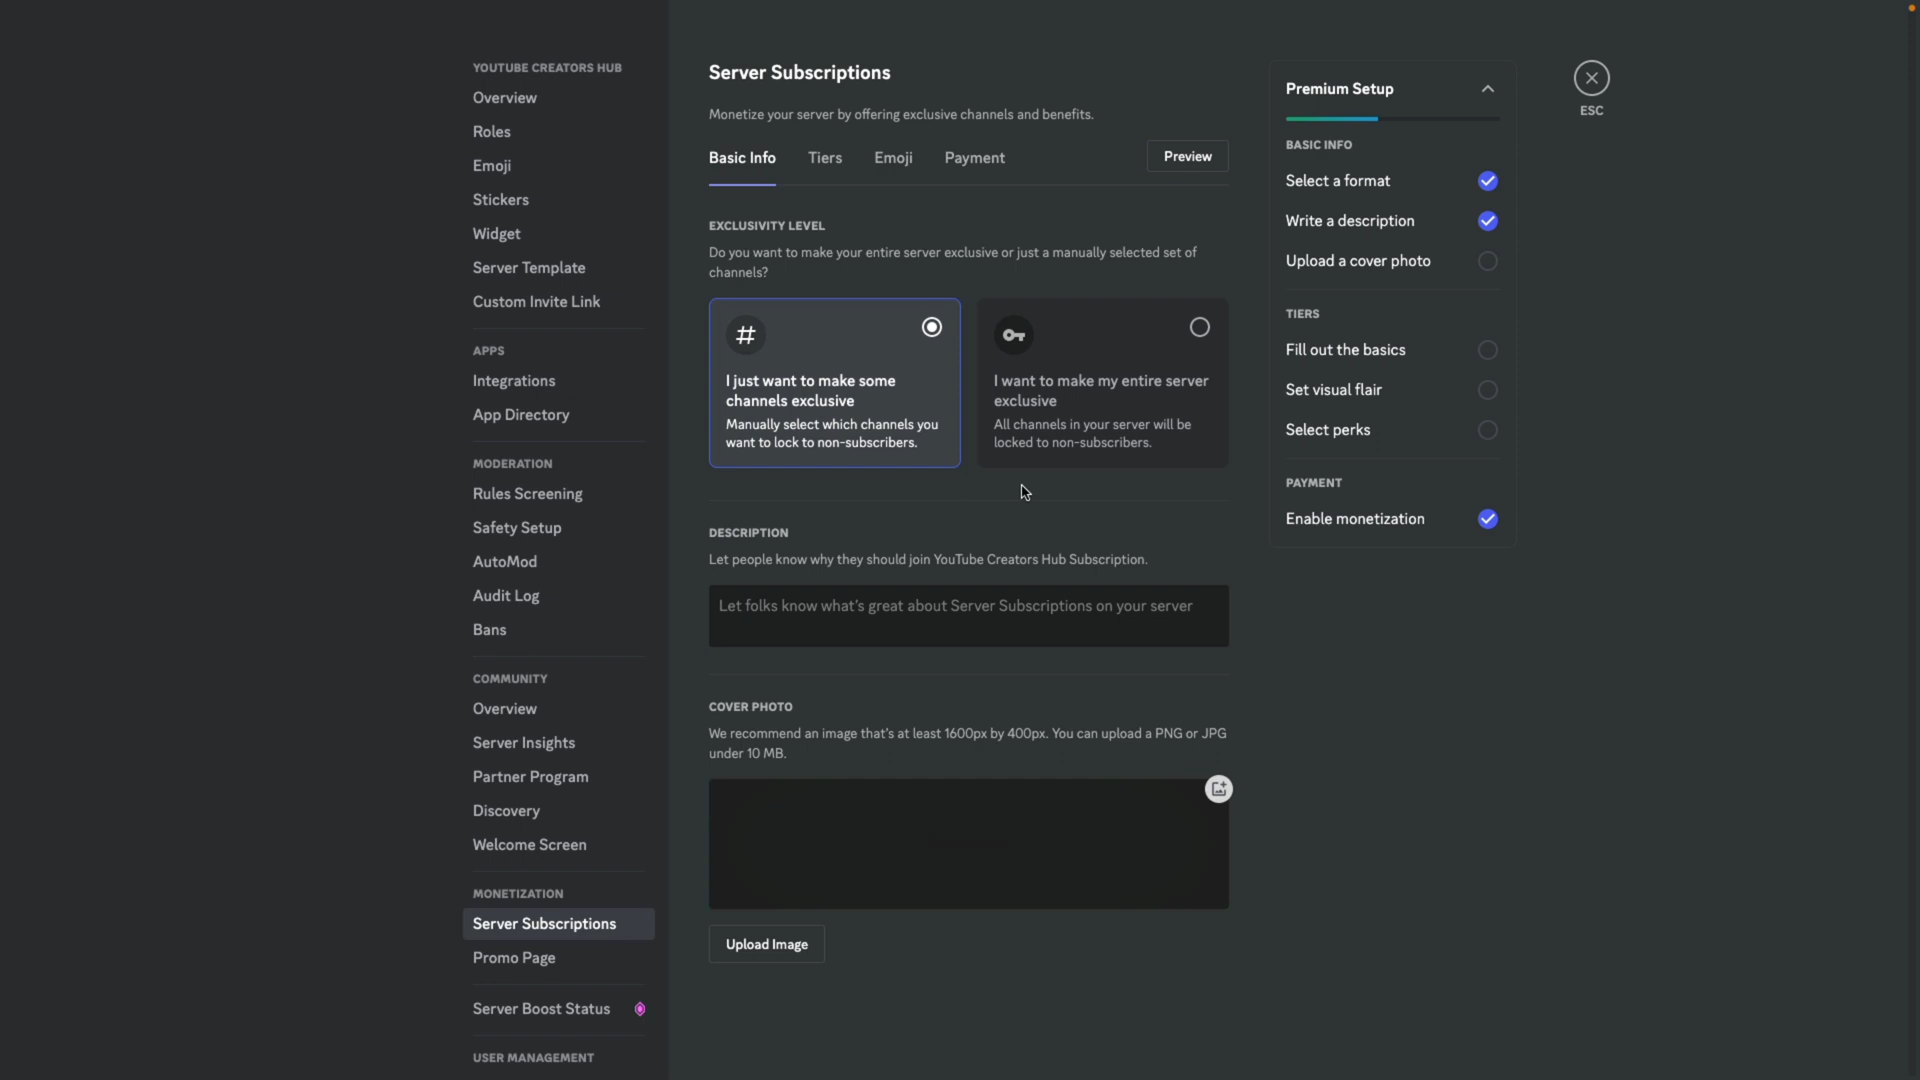 YOUTUBE CREATORS HUB
Overview
Roles
Emoji
Stickers
Widget
Server Template
Custom Invite Link
APPS
Integrations
App Directory
MODERATION
Rules Screening
Safety Setup
AutoMod
Audit Log
Bans
COMMUNITY
Overview
Server Insights
Partner Program
Discovery
Welcome Screen
MONETIZATION
Server Subscriptions
Promo Page
Server Boost Status
USER MANAGEMENT
Server Subscriptions
Monetize your server by offering exclusive channels and benefits.
Basic Info
Tiers
Emoji
Payment
Preview
EXCLUSIVITY LEVEL
Do you want to make your entire server exclusive or just a manually selected set of
channels?
I just want to make some
channels exclusive
Manually select which channels you
want to lock to non-subscribers.
I want to make my entire server
exclusive
All channels in your server will be
locked to non-subscribers.
DESCRIPTION
Let people know why they should join YouTube Creators Hub Subscription.
Let folks know what's great about Server Subscriptions on your server
COVER PHOTO
We recommend an image that's at least 1600px by 400px. You can upload a PNG or JPG
under 10 MB.
Upload Image
Premium Setup
BASIC INFO
Select a format
Write a description
Upload a cover photo
TIERS
Fill out the basics
Set visual flair
Select perks
PAYMENT
Enable monetization
ESC